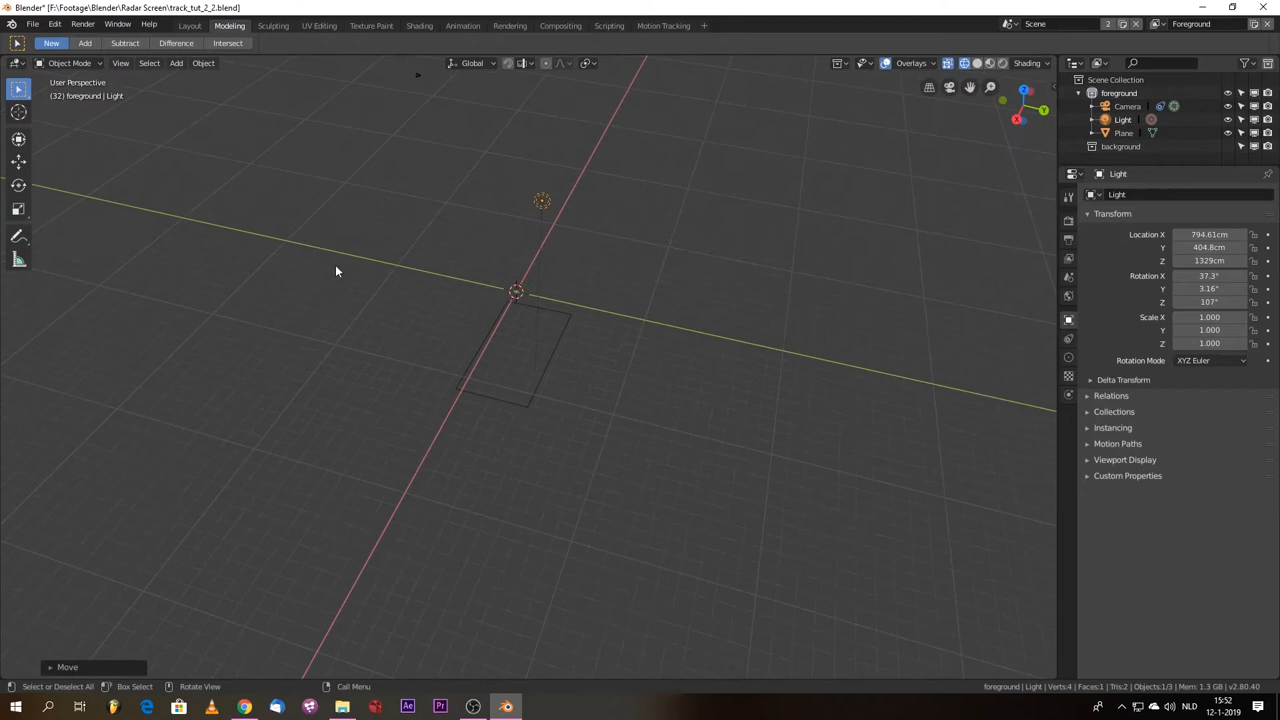 Blender* [F:\Footage\Radar Screen\track_tut_2_2.blend]
File Edit Render Window Help Layout Modeling Sculpting UV Editing Texture Paint Shading Animation Rendering Compositing Scripting Motion Tracking + Scene 2 Foreground
New Add Subtract Difference Intersect
Object Mode View Select Add Object Global Overlays Shading
User Perspective
(32) foreground | Light
Z
Y
X
Scene Collection
foreground
Camera
Light
Plane
background
Light
Light
Transform
Location X 794.61cm
Y 404.8cm
Z 1329cm
Rotation X 37.3°
Y 3.16°
Z 107°
Scale X 1.000
Y 1.000
Z 1.000
Rotation Mode XYZ Euler
Delta Transform
Relations
Collections
Instancing
Motion Paths
Viewport Display
Custom Properties
Move
Select or Deselect All Box Select Rotate View Call Menu foreground | Light | Verts:4 | Faces:1 | Tris:2 | Objects:1/3 | Mem: 1.3 GB | v2.80.40
Ae Pr NLD 15:52
12-1-2019